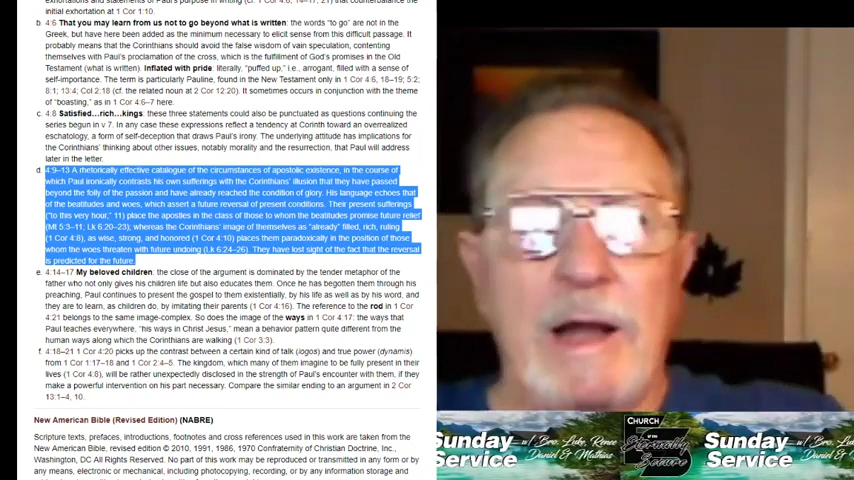 exhortations and statements of Paul's purpose in writing (cf. 1 Cor 4:6, 14–17, 21) that counterbalance the
initial exhortation at 1 Cor 1:10.
b. 4:6 That you may learn from us not to go beyond what is written: the words "to go" are not in the
Greek, but have here been added as the minimum necessary to elicit sense from this difficult passage. It
probably means that the Corinthians should avoid the false wisdom of vain speculation, contenting
themselves with Paul's proclamation of the cross, which is the fulfillment of God's promises in the Old
Testament (what is written). Inflated with pride: literally, "puffed up," i.e., arrogant, filled with a sense of
self-importance. The term is particularly Pauline, found in the New Testament only in 1 Cor 4:6, 18–19; 5:2;
8:1; 13:4; Col 2:18 (cf. the related noun at 2 Cor 12:20). It sometimes occurs in conjunction with the
theme of "boasting," as in 1 Cor 4:6–7 here.
c. 4:8 Satisfied...rich...kings: these three statements could also be punctuated as questions continuing the
series begun in v 7. In any case these expressions reflect a tendency at Corinth toward an overrealized
eschatology, a form of self-deception that draws Paul's irony. The underlying attitude has implications for
the Corinthians' thinking about other issues, notably morality and the resurrection, that Paul will address
later in the letter.
d. 4:9–13 A rhetorically effective catalogue of the circumstances of apostolic existence, in the course of
which Paul ironically contrasts his own sufferings with the Corinthians' illusion that they have passed
beyond the folly of the passion and have already reached the condition of glory. His language echoes that
of the beatitudes and woes, which assert a future reversal of present conditions. Their present sufferings
("to this very hour," 11) place the apostles in the class of those to whom the beatitudes promise future relief
(Mt 5:3–11; Lk 6:20–23); whereas the Corinthians' image of themselves as "already" filled, rich, ruling
(1 Cor 4:8), as wise, strong, and honored (1 Cor 4:10) places them paradoxically in the position of those
whom the woes threaten with future undoing (Lk 6:24–26). They have lost sight of the fact that the reversal
is predicted for the future.
e. 4:14–17 My beloved children: the close of the argument is dominated by the tender metaphor of the
father who not only gives his children life but also educates them. Once he has begotten them through his
preaching, Paul continues to present the gospel to them existentially, by his life as well as by his word, and
they are to learn, as children do, by imitating their parents (1 Cor 4:16). The reference to the rod in 1 Cor
4:21 belongs to the same image-complex. So does the image of the ways in 1 Cor 4:17: the ways that
Paul teaches everywhere, "his ways in Christ Jesus," mean a behavior pattern quite different from the
human ways along which the Corinthians are walking (1 Cor 3:3).
f. 4:18–21 1 Cor 4:20 picks up the contrast between a certain kind of talk (logos) and true power (dynamis)
from 1 Cor 1:17–18 and 1 Cor 2:4–5. The kingdom, which many of them imagine to be fully present in their
lives (1 Cor 4:8), will be rather unexpectedly disclosed in the strength of Paul's encounter with them, if they
make a powerful intervention on his part necessary. Compare the similar ending to an argument in 2 Cor
13:1–4, 10.
New American Bible (Revised Edition) (NABRE)
Scripture texts, prefaces, introductions, footnotes and cross references used in this work are taken from the
New American Bible, revised edition © 2010, 1991, 1986, 1970 Confraternity of Christian Doctrine, Inc.,
Washington, DC All Rights Reserved. No part of this work may be reproduced or transmitted in any form or by
any means, electronic or mechanical, including photocopying, recording, or by any information storage and
Sunday Service w/ Bro. Luke, Renee Daniel & Mathias
CHURCH of the Eternally Secure
Sunday Service w/ Bro. Luke, Daniel &